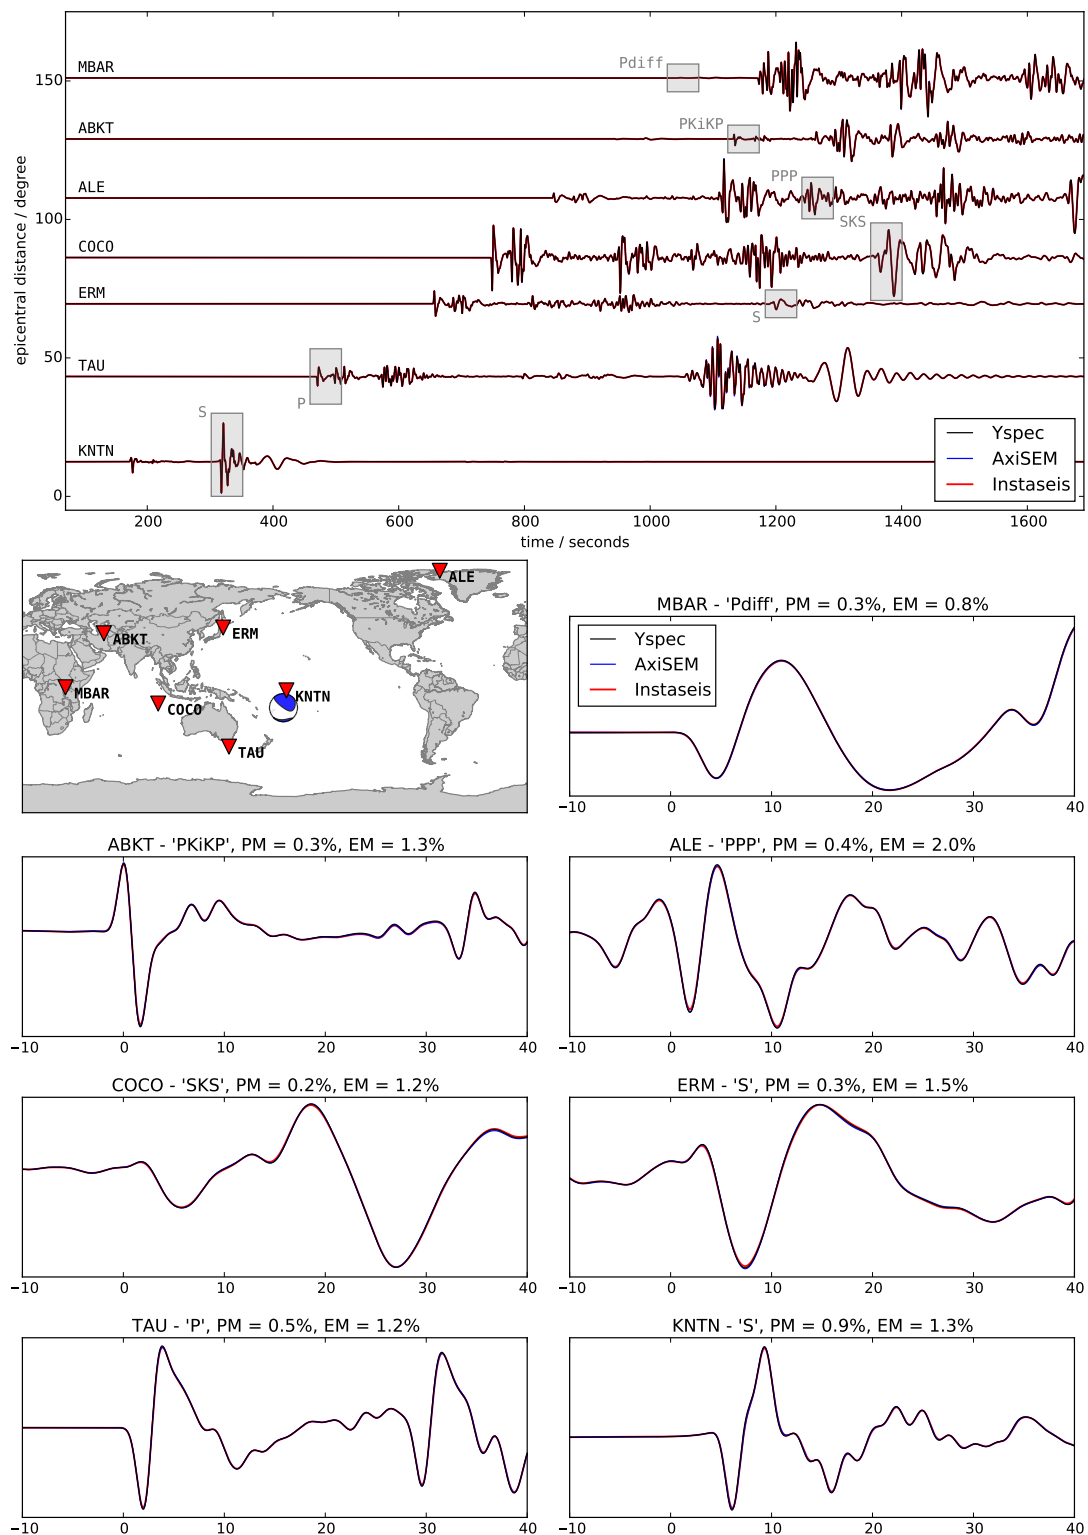 MBAR
Pdiff
150
ABKT
PKiKP
ALE
PPP
100
SKS
COCO
ERM
S
50
TAU
P
S
KNTN
0
epicentral distance / degree
Yspec
AxiSEM
Instaseis
200 400 600 800 1000 1200 1400 1600
time / seconds
ALE
ABKT
ERM
MBAR
COCO
KNTN
TAU
MBAR - 'Pdiff', PM = 0.3%, EM = 0.8%
Yspec
AxiSEM
Instaseis
−10 0 10 20 30 40
ABKT - 'PKiKP', PM = 0.3%, EM = 1.3%
−10 0 10 20 30 40
ALE - 'PPP', PM = 0.4%, EM = 2.0%
−10 0 10 20 30 40
COCO - 'SKS', PM = 0.2%, EM = 1.2%
−10 0 10 20 30 40
ERM - 'S', PM = 0.3%, EM = 1.5%
−10 0 10 20 30 40
TAU - 'P', PM = 0.5%, EM = 1.2%
−10 0 10 20 30 40
KNTN - 'S', PM = 0.9%, EM = 1.3%
−10 0 10 20 30 40